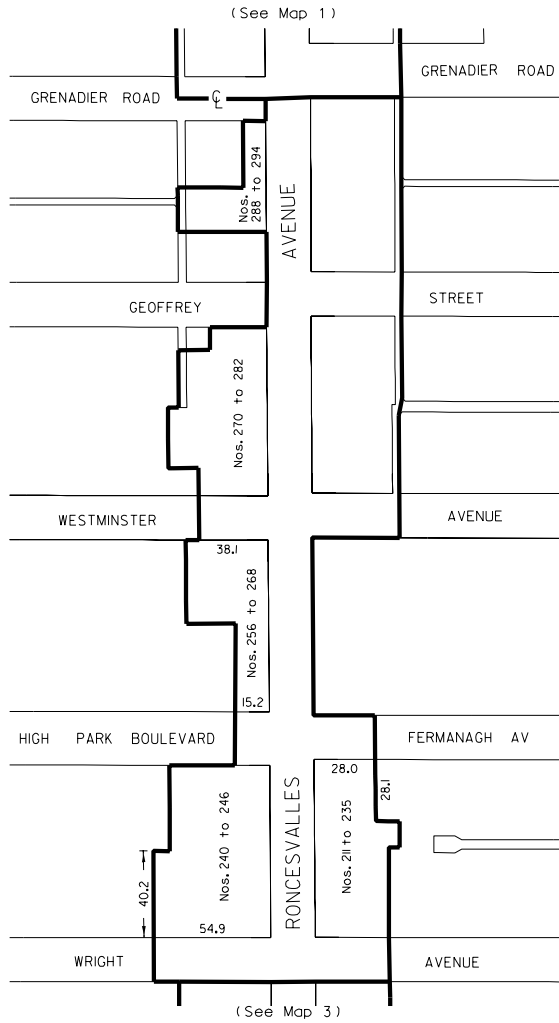 (See Map 1)
GRENADIER ROAD
℄
GRENADIER ROAD
Nos.
288 to 294
AVENUE
GEOFFREY
STREET
Nos. 270 to 282
WESTMINSTER
AVENUE
38.1
Nos. 256 to 268
15.2
HIGH PARK BOULEVARD
FERMANAGH AV
28.0
28.1
Nos. 240 to 246
RONCESVALLES
Nos. 211 to 235
40.2
54.9
WRIGHT
AVENUE
(See Map 3)